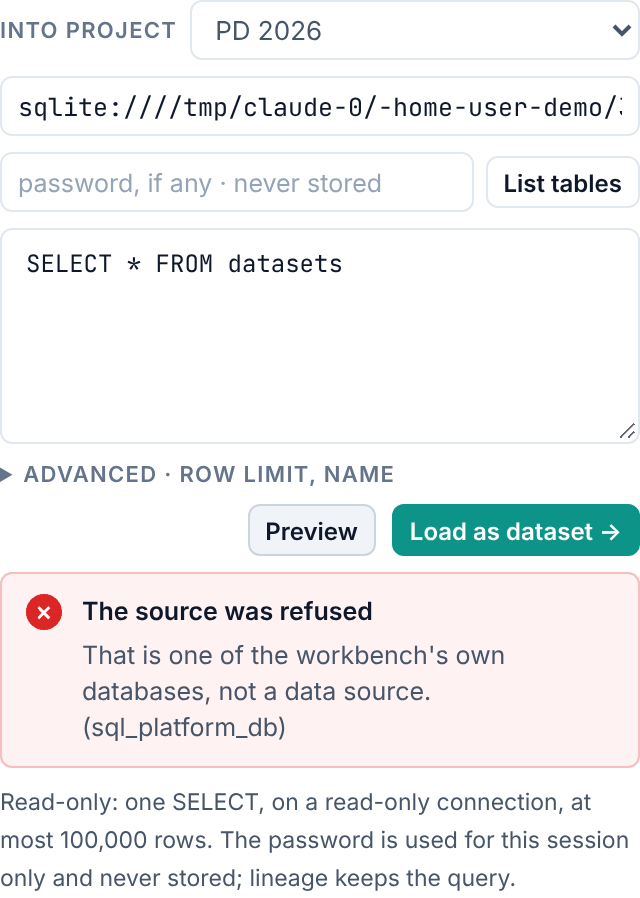 INTO PROJECT PD 2026
sqlite:////tmp/claude-0/-home-user-demo/
password, if any · never stored List tables
SELECT * FROM datasets
ADVANCED · ROW LIMIT, NAME
Preview Load as dataset →
The source was refused
That is one of the workbench's own
databases, not a data source.
(sql_platform_db)
Read-only: one SELECT, on a read-only connection, at
most 100,000 rows. The password is used for this session
only and never stored; lineage keeps the query.